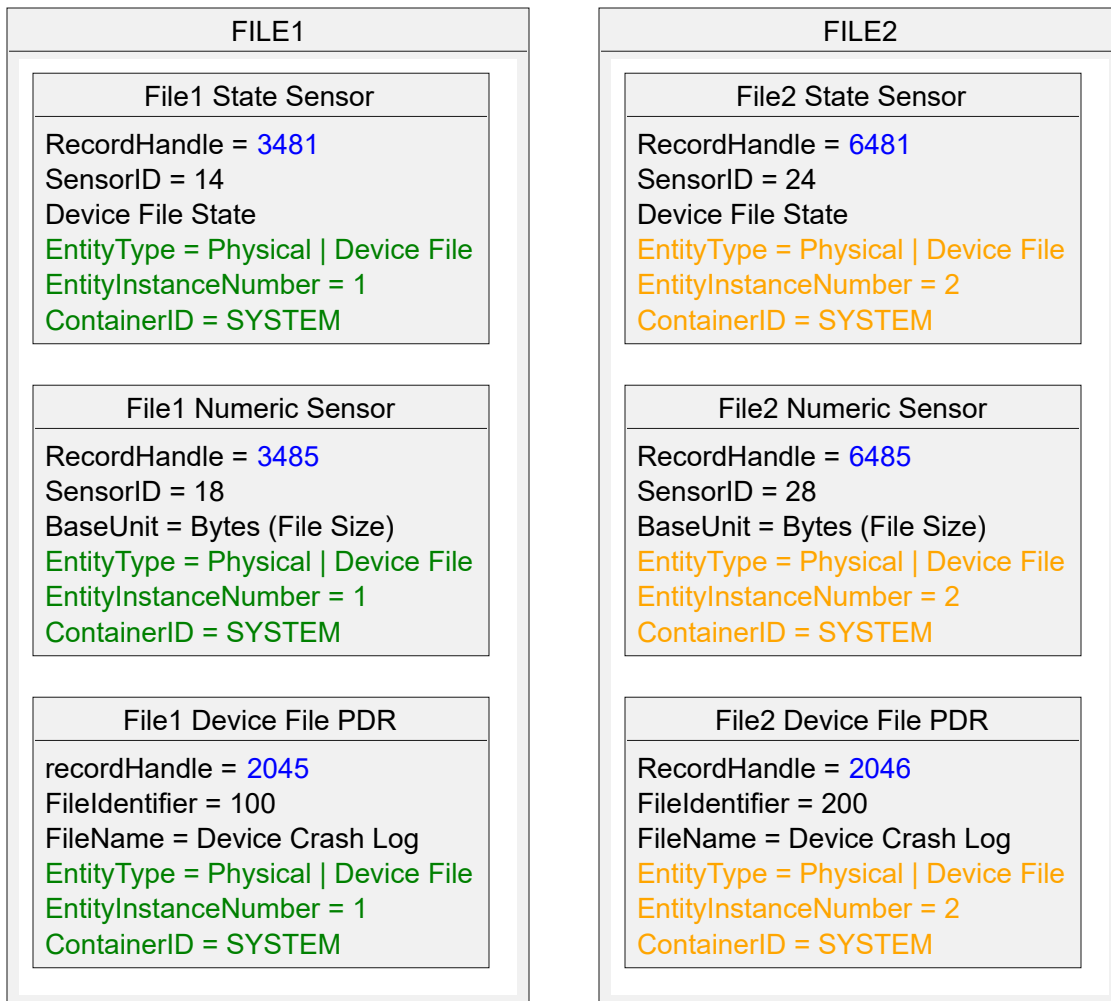 FILE1
File1 State Sensor
RecordHandle = 3481
SensorID = 14
Device File State
EntityType = Physical | Device File
EntityInstanceNumber = 1
ContainerID = SYSTEM
File1 Numeric Sensor
RecordHandle = 3485
SensorID = 18
BaseUnit = Bytes (File Size)
EntityType = Physical | Device File
EntityInstanceNumber = 1
ContainerID = SYSTEM
File1 Device File PDR
recordHandle = 2045
FileIdentifier = 100
FileName = Device Crash Log
EntityType = Physical | Device File
EntityInstanceNumber = 1
ContainerID = SYSTEM
FILE2
File2 State Sensor
RecordHandle = 6481
SensorID = 24
Device File State
EntityType = Physical | Device File
EntityInstanceNumber = 2
ContainerID = SYSTEM
File2 Numeric Sensor
RecordHandle = 6485
SensorID = 28
BaseUnit = Bytes (File Size)
EntityType = Physical | Device File
EntityInstanceNumber = 2
ContainerID = SYSTEM
File2 Device File PDR
RecordHandle = 2046
FileIdentifier = 200
FileName = Device Crash Log
EntityType = Physical | Device File
EntityInstanceNumber = 2
ContainerID = SYSTEM